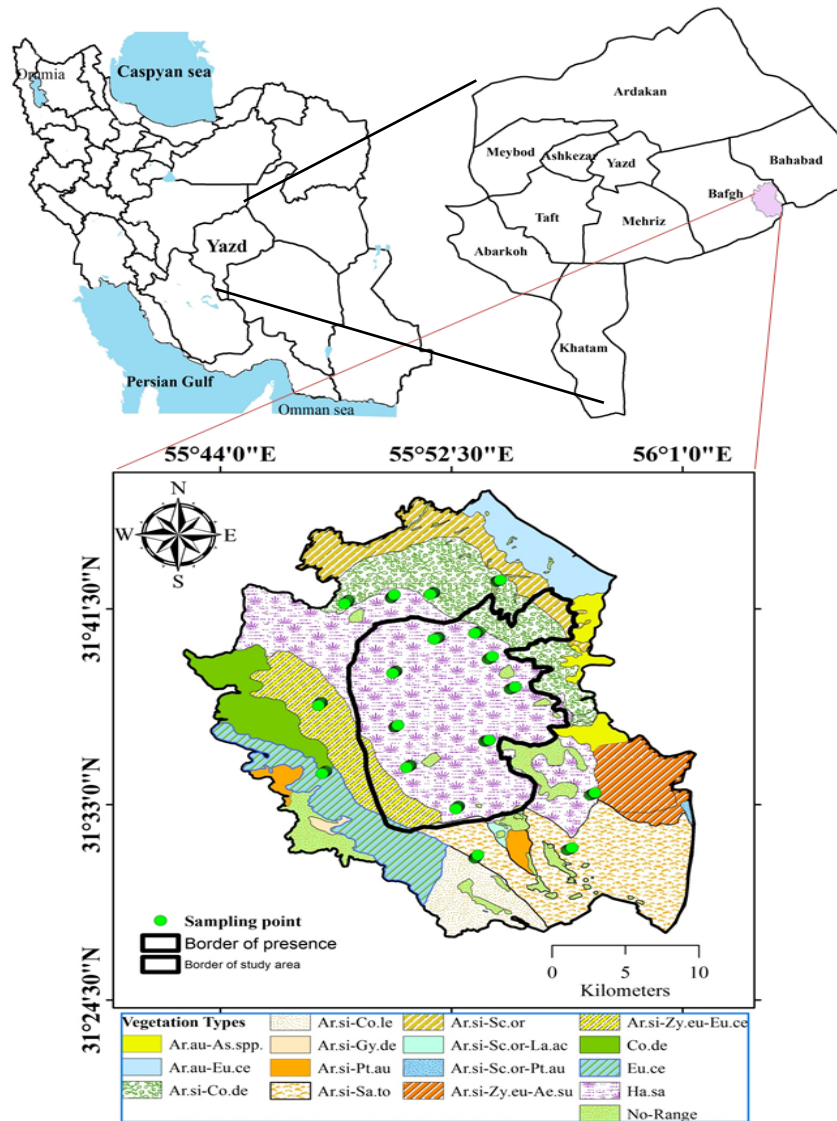 Caspyan sea
Oromia
Yazd
Persian Gulf
Omman sea
Ardakan
Meybod
Ashkezar
Yazd
Bahabad
Bafgh
Taft
Mehriz
Abarkoh
Khatam
55°44'0"E
55°52'30"E
56°1'0"E
N
W
E
S
31°41'30"N
31°33'0"N
31°24'30"N
Sampling point
Border of presence
Border of study area
0 5 10
Kilometers
Vegetation Types
Ar.au-As.spp.
Ar.au-Eu.ce
Ar.si-Co.de
Ar.si-Co.le
Ar.si-Gy.de
Ar.si-Pt.au
Ar.si-Sa.to
Ar.si-Sc.or
Ar.si-Sc.or-La.ac
Ar.si-Sc.or-Pt.au
Ar.si-Zy.eu-Ae.su
Ar.si-Zy.eu-Eu.ce
Co.de
Eu.ce
Ha.sa
No-Range